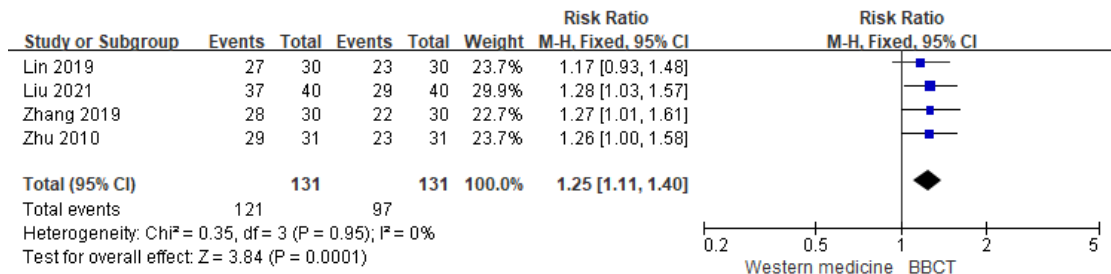 Risk Ratio Risk Ratio
Study or Subgroup Events Total Events Total Weight M-H, Fixed, 95% CI M-H, Fixed, 95% CI
Lin 2019 27 30 23 30 23.7% 1.17 [0.93, 1.48]
Liu 2021 37 40 29 40 29.9% 1.28 [1.03, 1.57]
Zhang 2019 28 30 22 30 22.7% 1.27 [1.01, 1.61]
Zhu 2010 29 31 23 31 23.7% 1.26 [1.00, 1.58]
Total (95% CI) 131 131 100.0% 1.25 [1.11, 1.40]
Total events 121 97
Heterogeneity: Chi² = 0.35, df = 3 (P = 0.95); I² = 0%
Test for overall effect: Z = 3.84 (P = 0.0001)
0.2 0.5 1 2 5
Western medicine BBCT